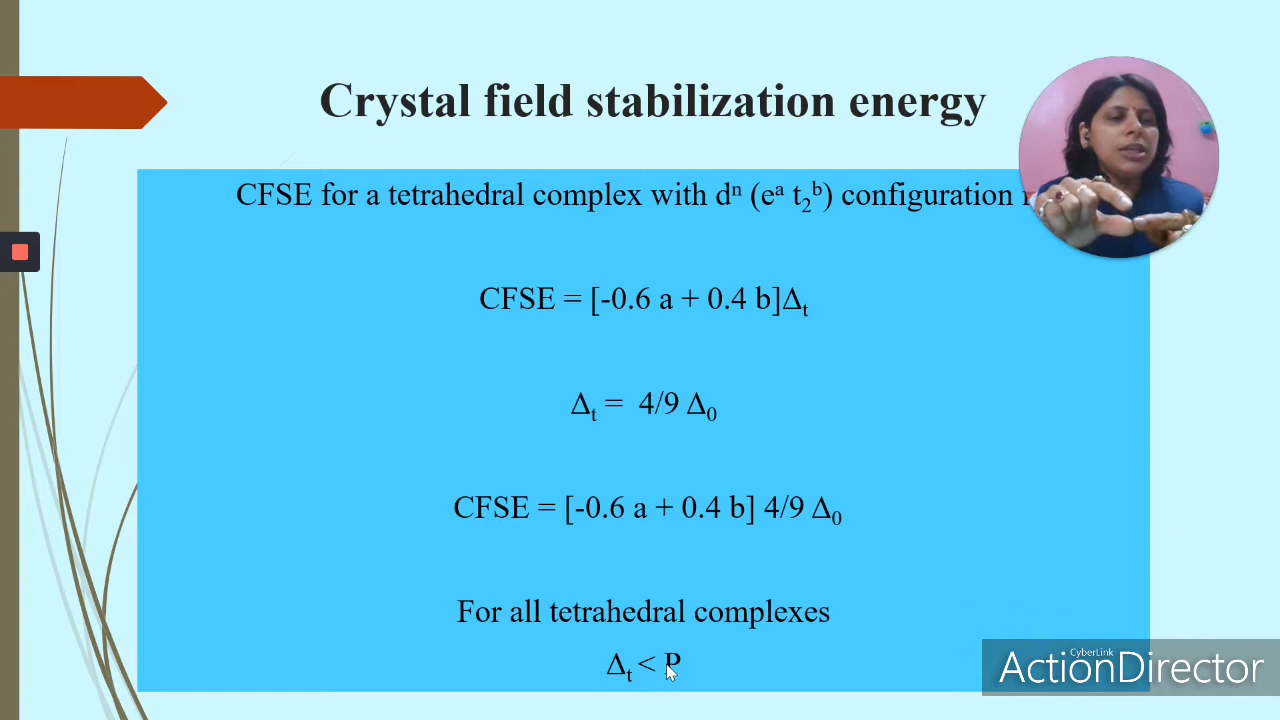 Crystal field stabilization energy
CFSE for a tetrahedral complex with dⁿ (eᵃ t₂ᵇ) configuration
CFSE = [-0.6 a + 0.4 b]Δₜ
Δₜ = 4/9 Δ₀
CFSE = [-0.6 a + 0.4 b] 4/9 Δ₀
For all tetrahedral complexes
Δₜ < P
CyberLink
ActionDirector